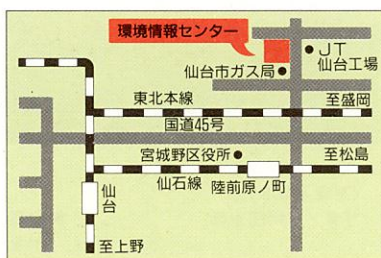 環境情報センター
JT
仙台工場
仙台市ガス局
東北本線
至盛岡
国道45号
宮城野区役所
至松島
仙石線
陸前原ノ町
仙台
至上野